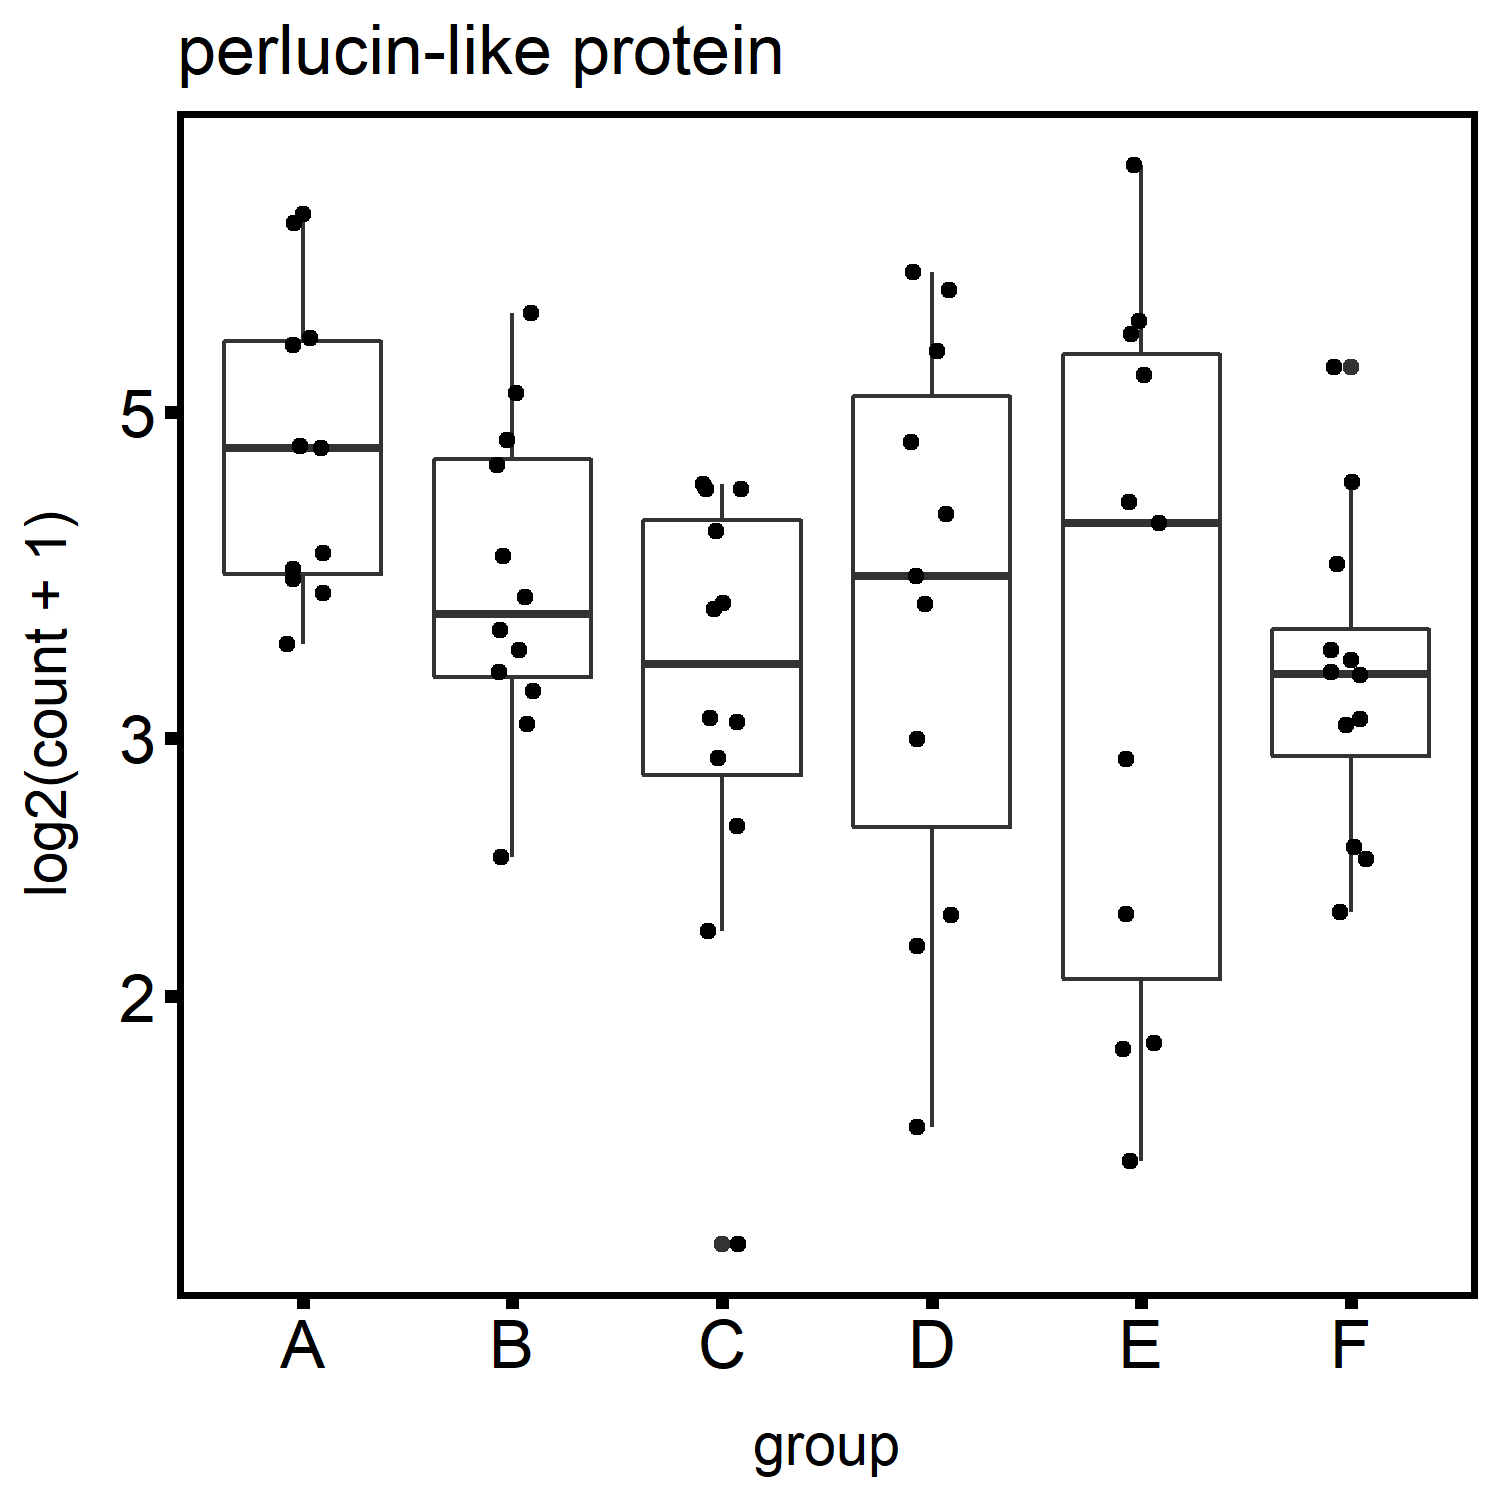 perlucin-like protein
log2(count + 1)
5
3
2
A B C D E F
group